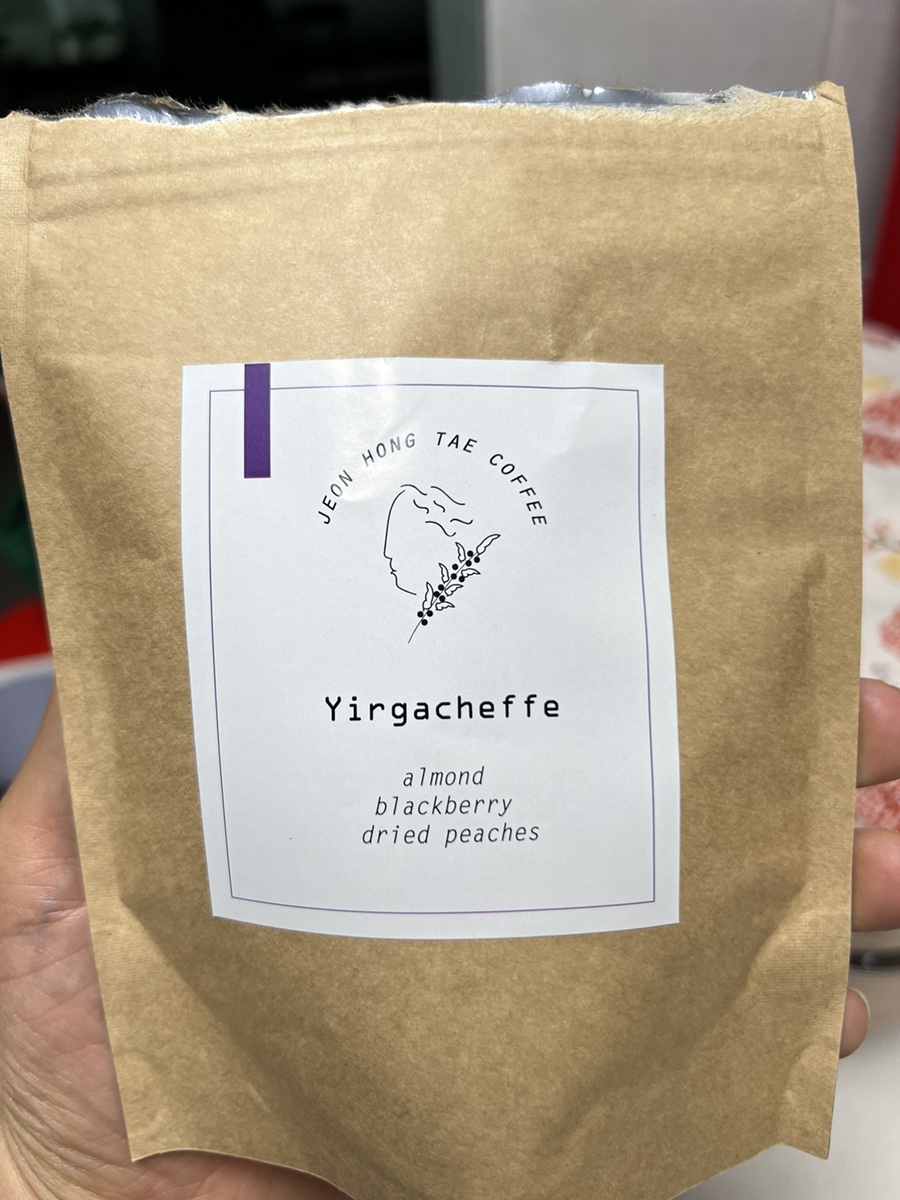 JEON HONG TAE COFFEE
Yirgacheffe
almond
blackberry
dried peaches